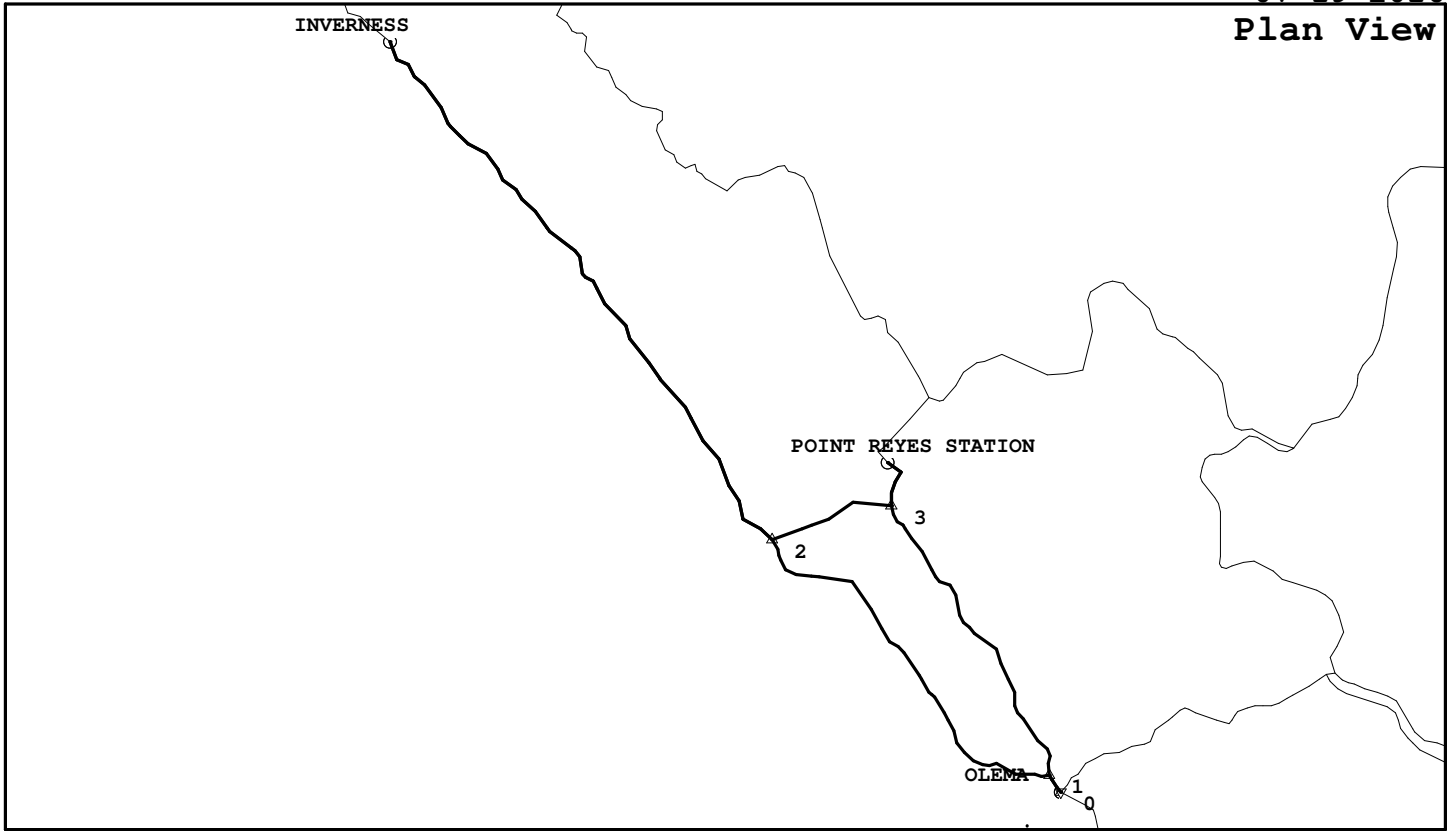 Plan View
INVERNESS
POINT REYES STATION
3
2
OLEMA
1
0